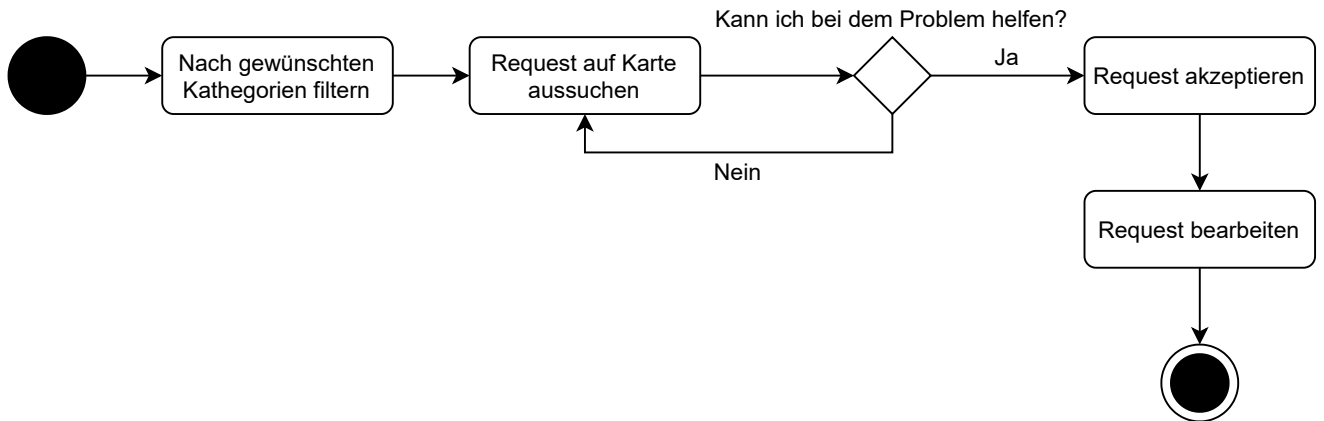 Kann ich bei dem Problem helfen?
Nach gewünschten
Kathegorien filtern
Request auf Karte
aussuchen
Ja
Request akzeptieren
Nein
Request bearbeiten